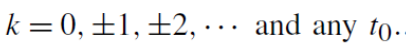 k = 0, ±1, ±2, ⋯ and any t₀..